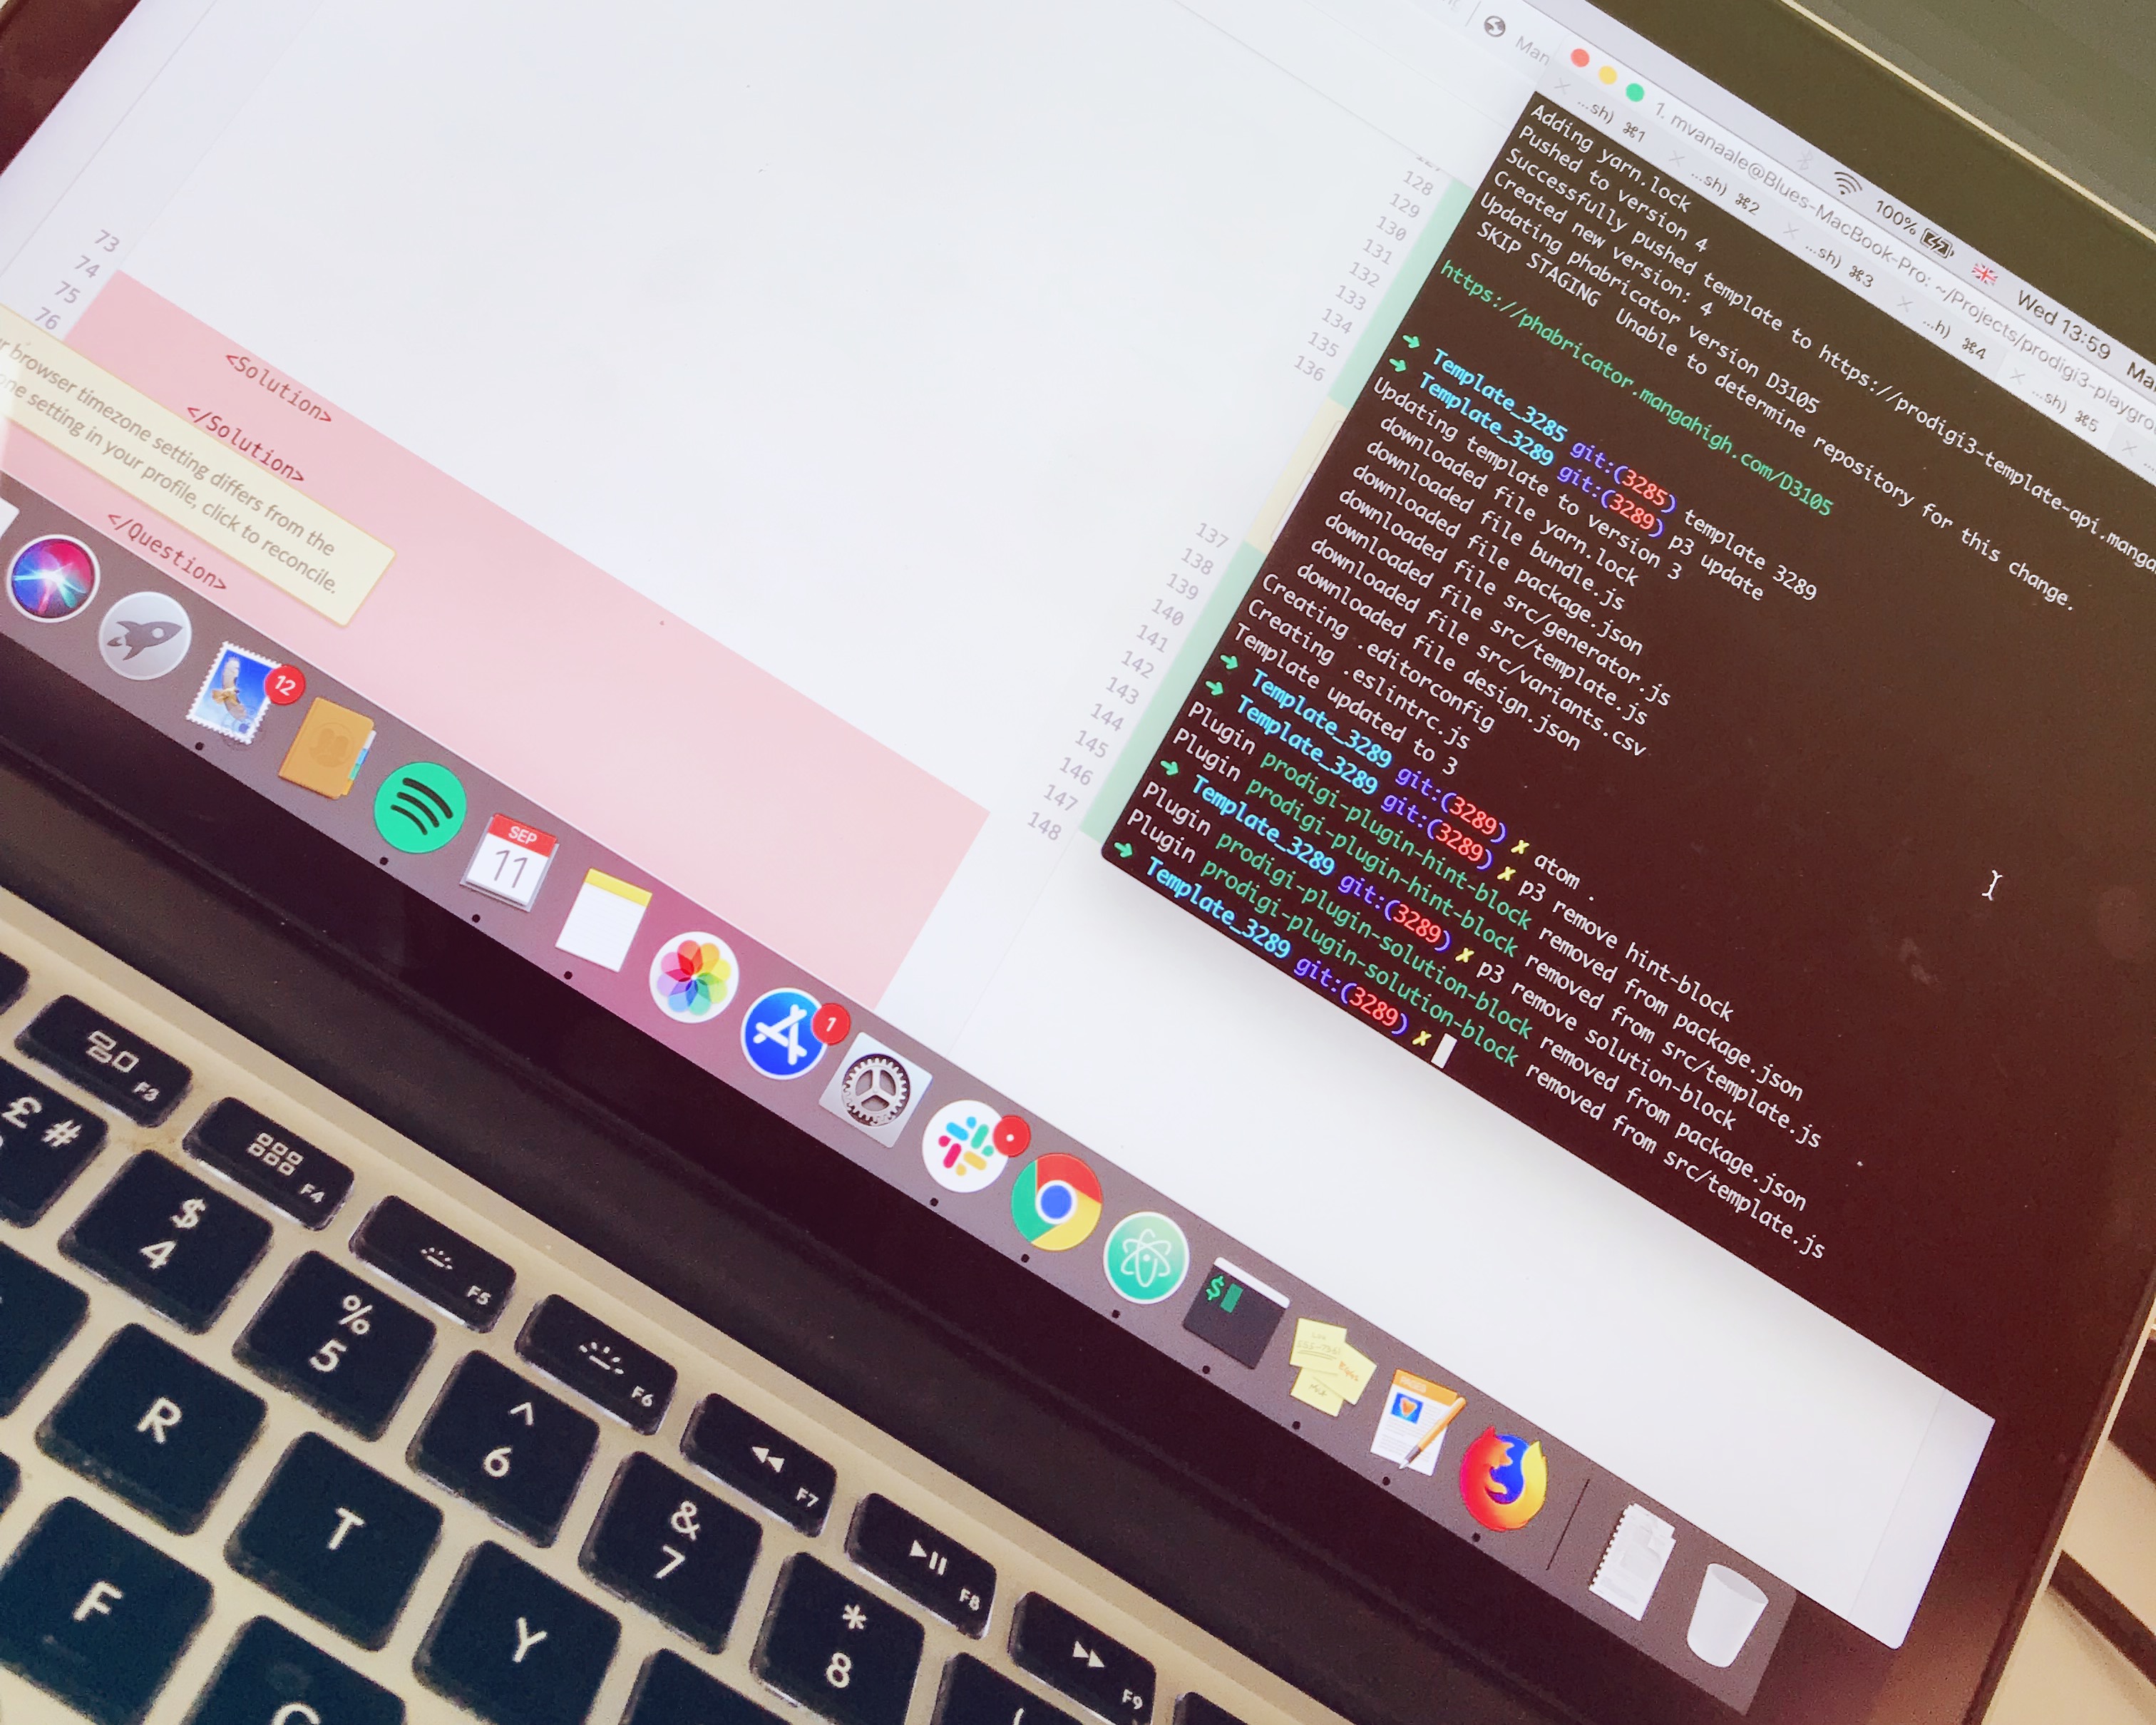 Man
1. mvanaale@Blues-MacBook-Pro: ~/Projects/prodigi3-playgro
100%
Wed 13:59
Ma
...sh) ⌘1
...sh) ⌘2
...sh) ⌘3
...h) ⌘4
...sh) ⌘5
Adding yarn.lock
Pushed to version 4
Successfully pushed template to https://prodigi3-template-api.manga
Created new version: 4
Updating phabricator version D3105
SKIP STAGING Unable to determine repository for this change.
https://phabricator.mangahigh.com/D3105
➜ Template_3285 git:(3285) template 3289
➜ Template_3289 git:(3289) p3 update
Updating template to version 3
downloaded file yarn.lock
downloaded file bundle.js
downloaded file package.json
downloaded file src/generator.js
downloaded file src/template.js
downloaded file src/variants.csv
downloaded file design.json
Creating .editorconfig
Creating .eslintrc.js
Template updated to 3
➜ Template_3289 git:(3289) ✗ atom .
➜ Template_3289 git:(3289) ✗ p3 remove hint-block
Plugin prodigi-plugin-hint-block removed from package.json
Plugin prodigi-plugin-hint-block removed from src/template.js
➜ Template_3289 git:(3289) ✗ p3 remove solution-block
Plugin prodigi-plugin-solution-block removed from package.json
Plugin prodigi-plugin-solution-block removed from src/template.js
➜ Template_3289 git:(3289) ✗
128
129
130
131
132
133
134
135
136
137
138
139
140
141
142
143
144
145
146
147
148
73
74
75
76
<Solution>
</Solution>
</Question>
browser timezone setting differs from the
setting in your profile, click to reconcile.
12
SEP
11
1
$
PAGES
F3
F4
F5
F6
F7
F8
F9
£ #
$
4
%
5
^
6
&
7
*
8
(
R
T
Y
F
G